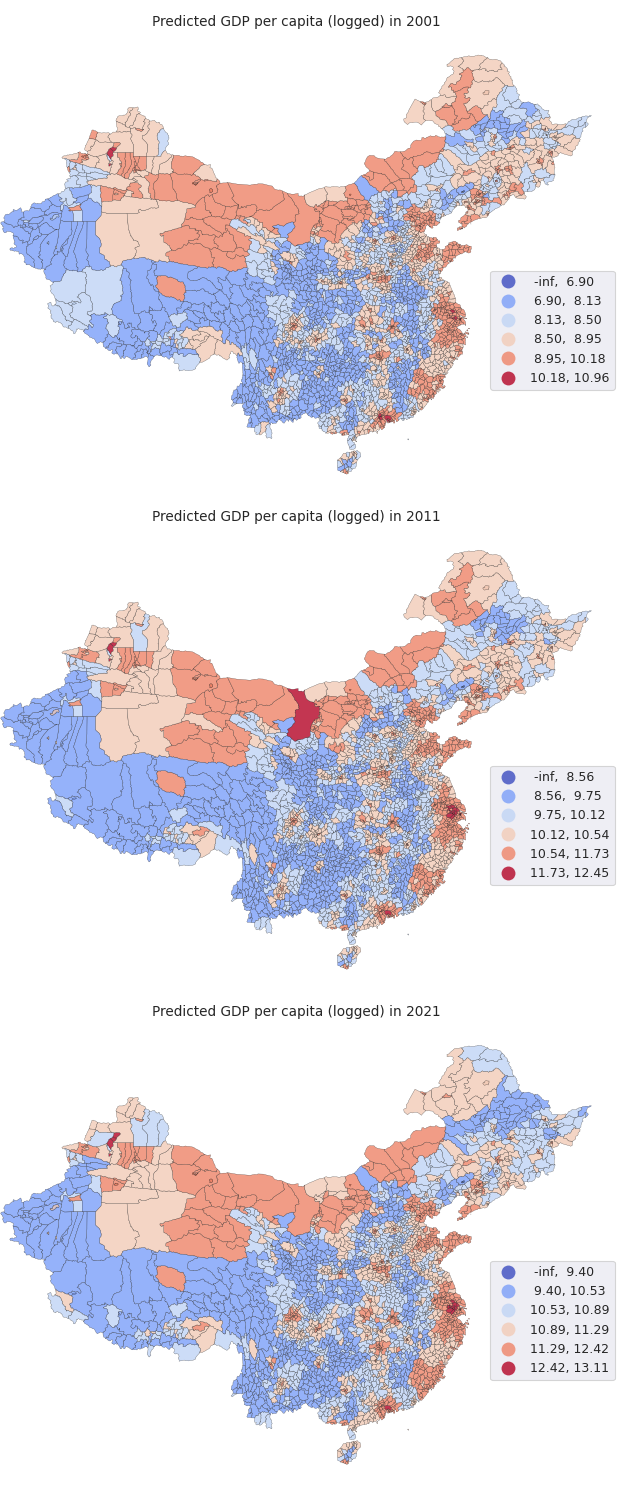 Predicted GDP per capita (logged) in 2001
-inf, 6.90
6.90, 8.13
8.13, 8.50
8.50, 8.95
8.95, 10.18
10.18, 10.96
Predicted GDP per capita (logged) in 2011
-inf, 8.56
8.56, 9.75
9.75, 10.12
10.12, 10.54
10.54, 11.73
11.73, 12.45
Predicted GDP per capita (logged) in 2021
-inf, 9.40
9.40, 10.53
10.53, 10.89
10.89, 11.29
11.29, 12.42
12.42, 13.11